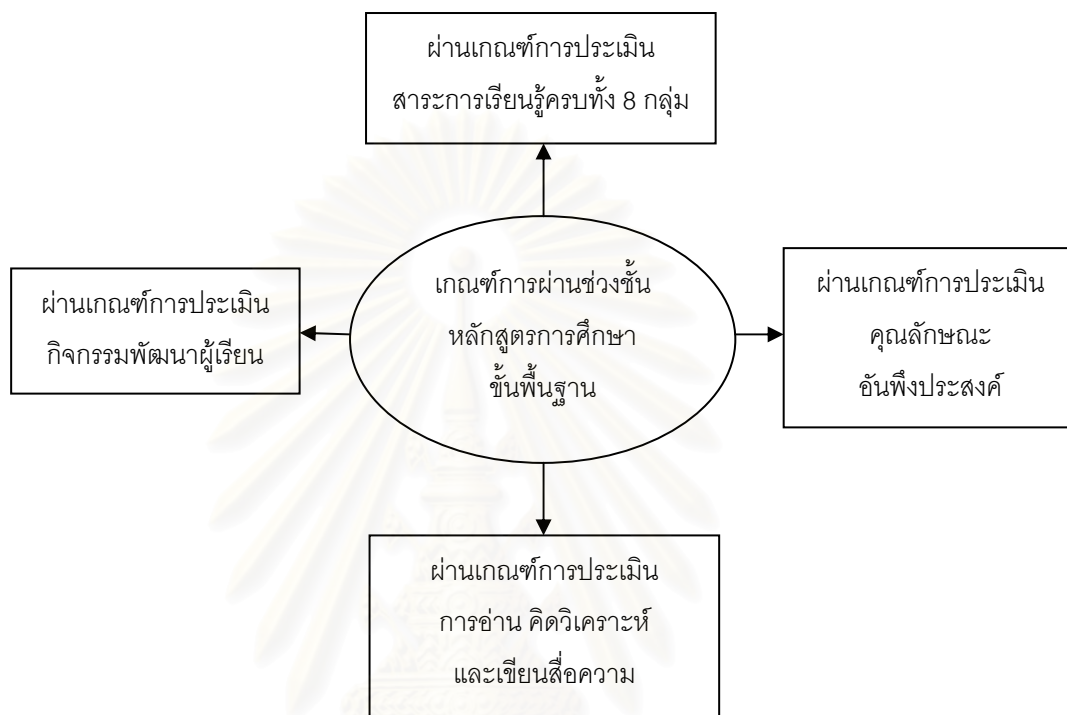 ผ่านเกณฑ์การประเมิน
สาระการเรียนรู้ครบทั้ง 8 กลุ่ม
ผ่านเกณฑ์การประเมิน
กิจกรรมพัฒนาผู้เรียน
เกณฑ์การผ่านช่วงชั้น
หลักสูตรการศึกษา
ขั้นพื้นฐาน
ผ่านเกณฑ์การประเมิน
คุณลักษณะ
อันพึงประสงค์
ผ่านเกณฑ์การประเมิน
การอ่าน คิดวิเคราะห์
และเขียนสื่อความ